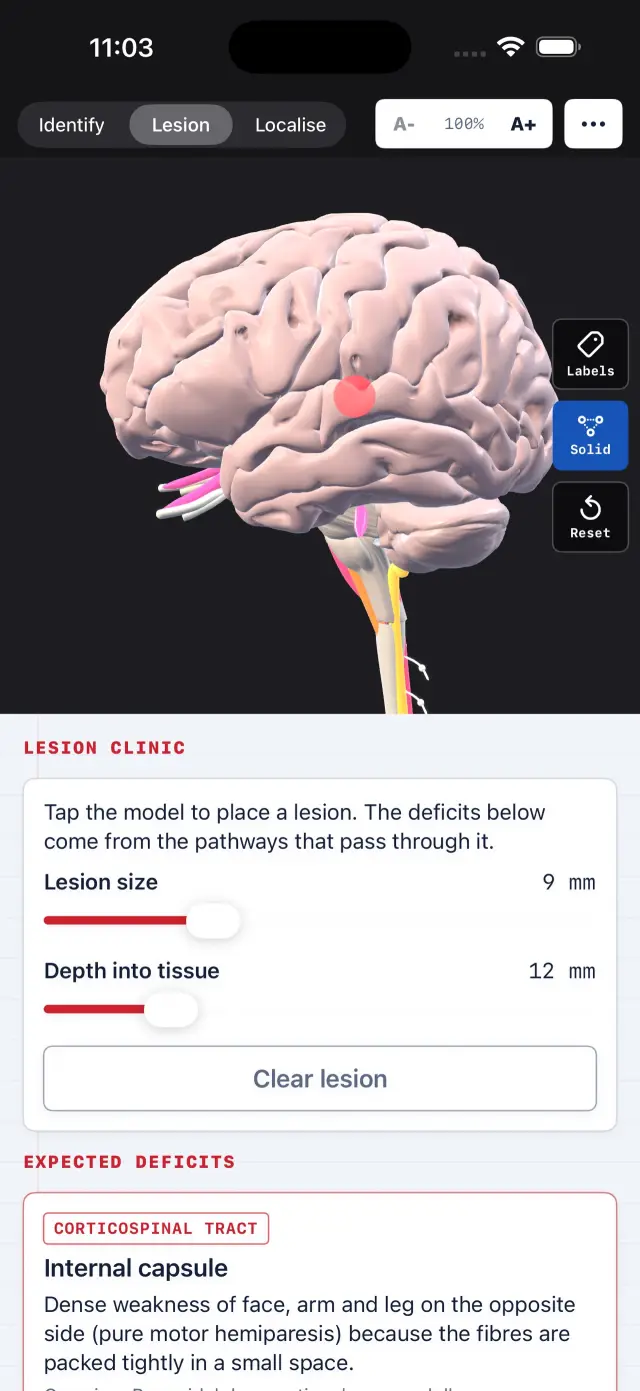 11:03
Identify
Lesion
Localise
A-
100%
A+
Labels
Solid
Reset
LESION CLINIC
Tap the model to place a lesion. The deficits below
come from the pathways that pass through it.
Lesion size
9 mm
Depth into tissue
12 mm
Clear lesion
EXPECTED DEFICITS
CORTICOSPINAL TRACT
Internal capsule
Dense weakness of face, arm and leg on the opposite
side (pure motor hemiparesis) because the fibres are
packed tightly in a small space.